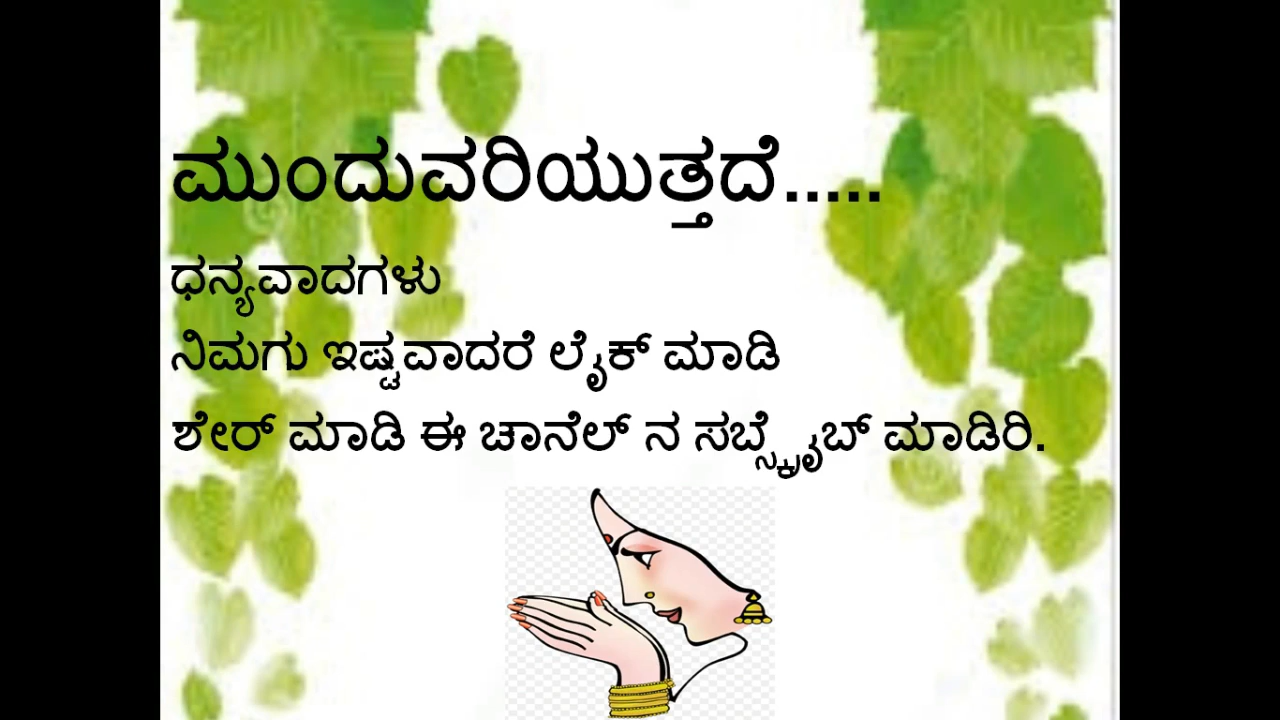 ಮುಂದುವರಿಯುತ್ತದೆ.....
ಧನ್ಯವಾದಗಳು
ನಿಮಗು ಇಷ್ಟವಾದರೆ ಲೈಕ್ ಮಾಡಿ
ಶೇರ್ ಮಾಡಿ ಈ ಚಾನೆಲ್ ನ ಸಬ್ಸ್ಕ್ರೈಬ್ ಮಾಡಿರಿ.